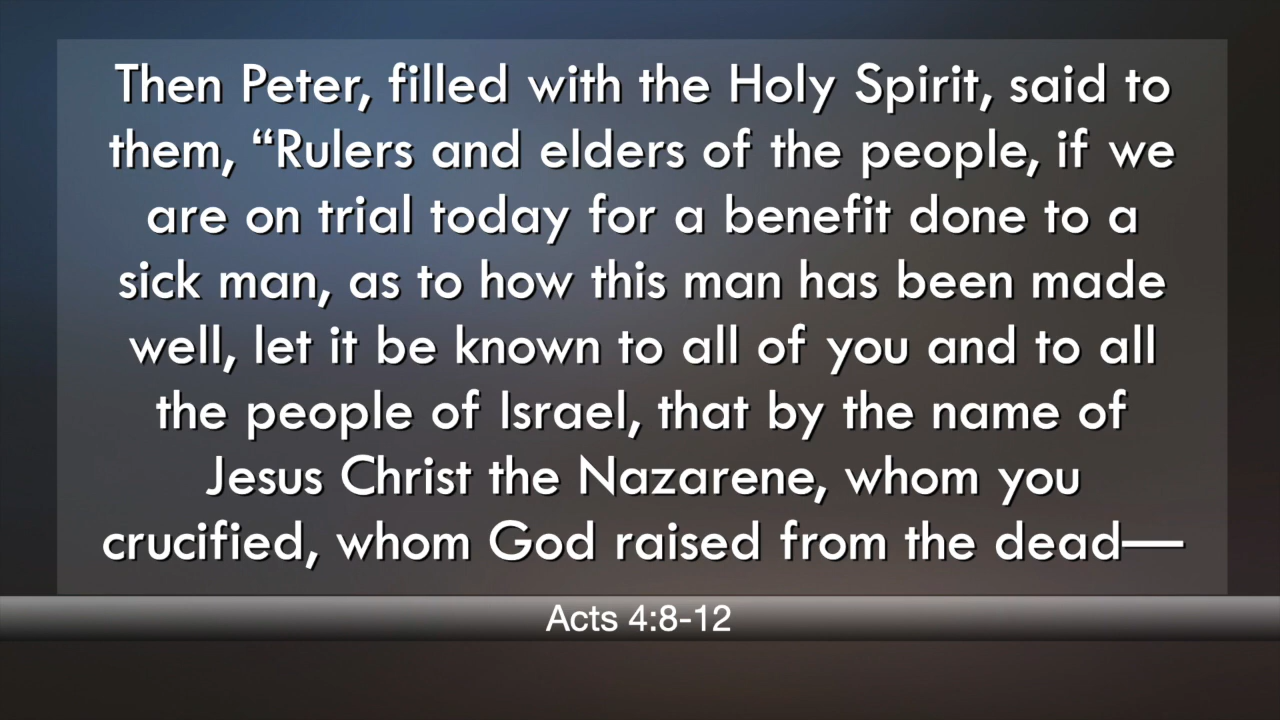 Then Peter, filled with the Holy Spirit, said to
them, “Rulers and elders of the people, if we
are on trial today for a benefit done to a
sick man, as to how this man has been made
well, let it be known to all of you and to all
the people of Israel, that by the name of
Jesus Christ the Nazarene, whom you
crucified, whom God raised from the dead—
Acts 4:8-12